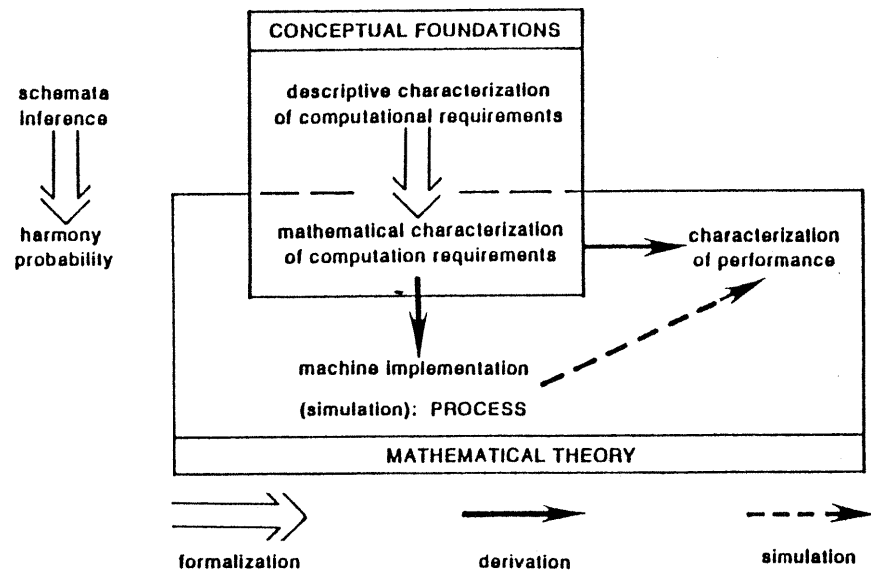 CONCEPTUAL FOUNDATIONS
schemata
inference
descriptive characterization
of computational requirements
harmony
probability
mathematical characterization
of computation requirements
characterization
of performance
machine implementation
(simulation): PROCESS
MATHEMATICAL THEORY
formalization
derivation
simulation